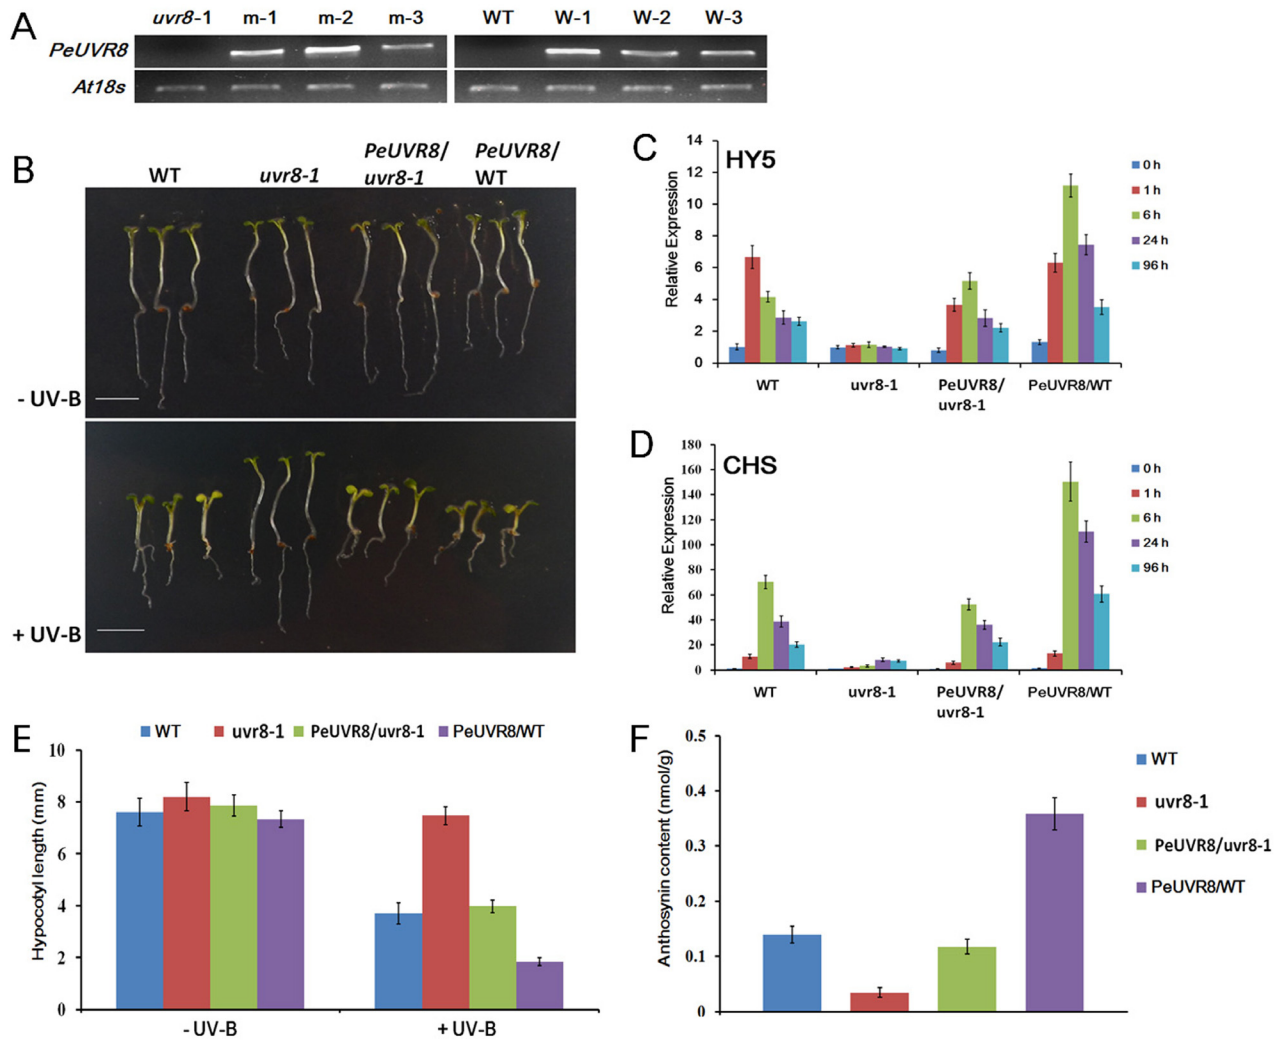 A
uvr8-1 m-1 m-2 m-3 WT W-1 W-2 W-3
PeUVR8
At18s
B
WT uvr8-1 PeUVR8/ uvr8-1 PeUVR8/ WT
- UV-B
+ UV-B
C
HY5
Relative Expression
14
12
10
8
6
4
2
0
WT uvr8-1 PeUVR8/ uvr8-1 PeUVR8/WT
0 h
1 h
6 h
24 h
96 h
D
CHS
Relative Expression
180
160
140
120
100
80
60
40
20
0
WT uvr8-1 PeUVR8/ uvr8-1 PeUVR8/WT
0 h
1 h
6 h
24 h
96 h
E
WT uvr8-1 PeUVR8/uvr8-1 PeUVR8/WT
Hypocotyl length (mm)
10
8
6
4
2
0
- UV-B + UV-B
F
Anthosynin content (nmol/g)
0.5
0.4
0.3
0.2
0.1
0
WT
uvr8-1
PeUVR8/uvr8-1
PeUVR8/WT